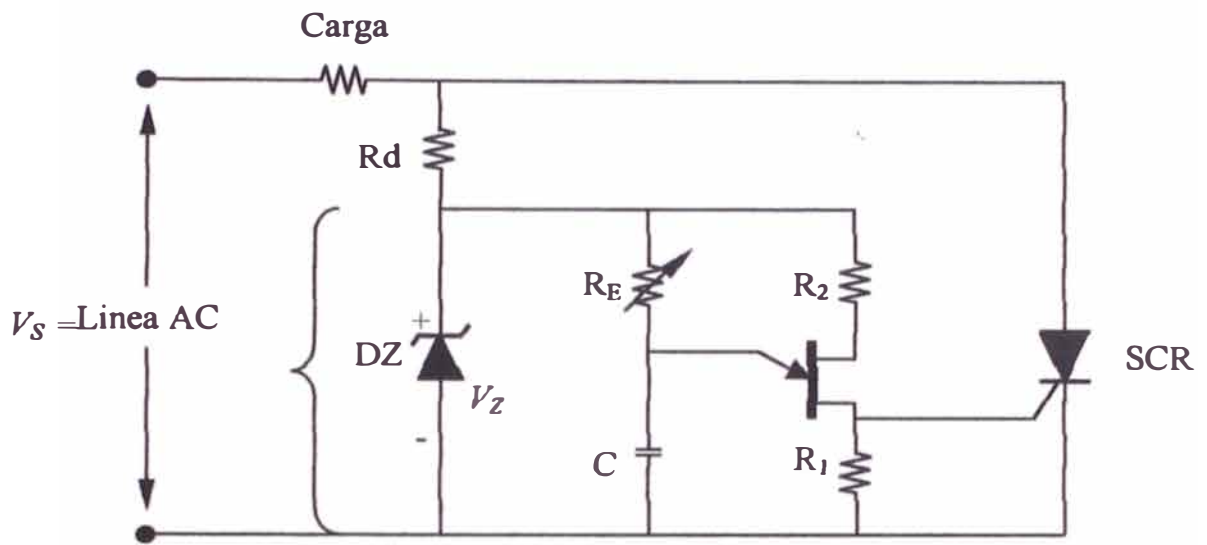 Carga
Rd
R_E
R_2
V_S =Linea AC
+
DZ
V_Z
-
SCR
C
R_1